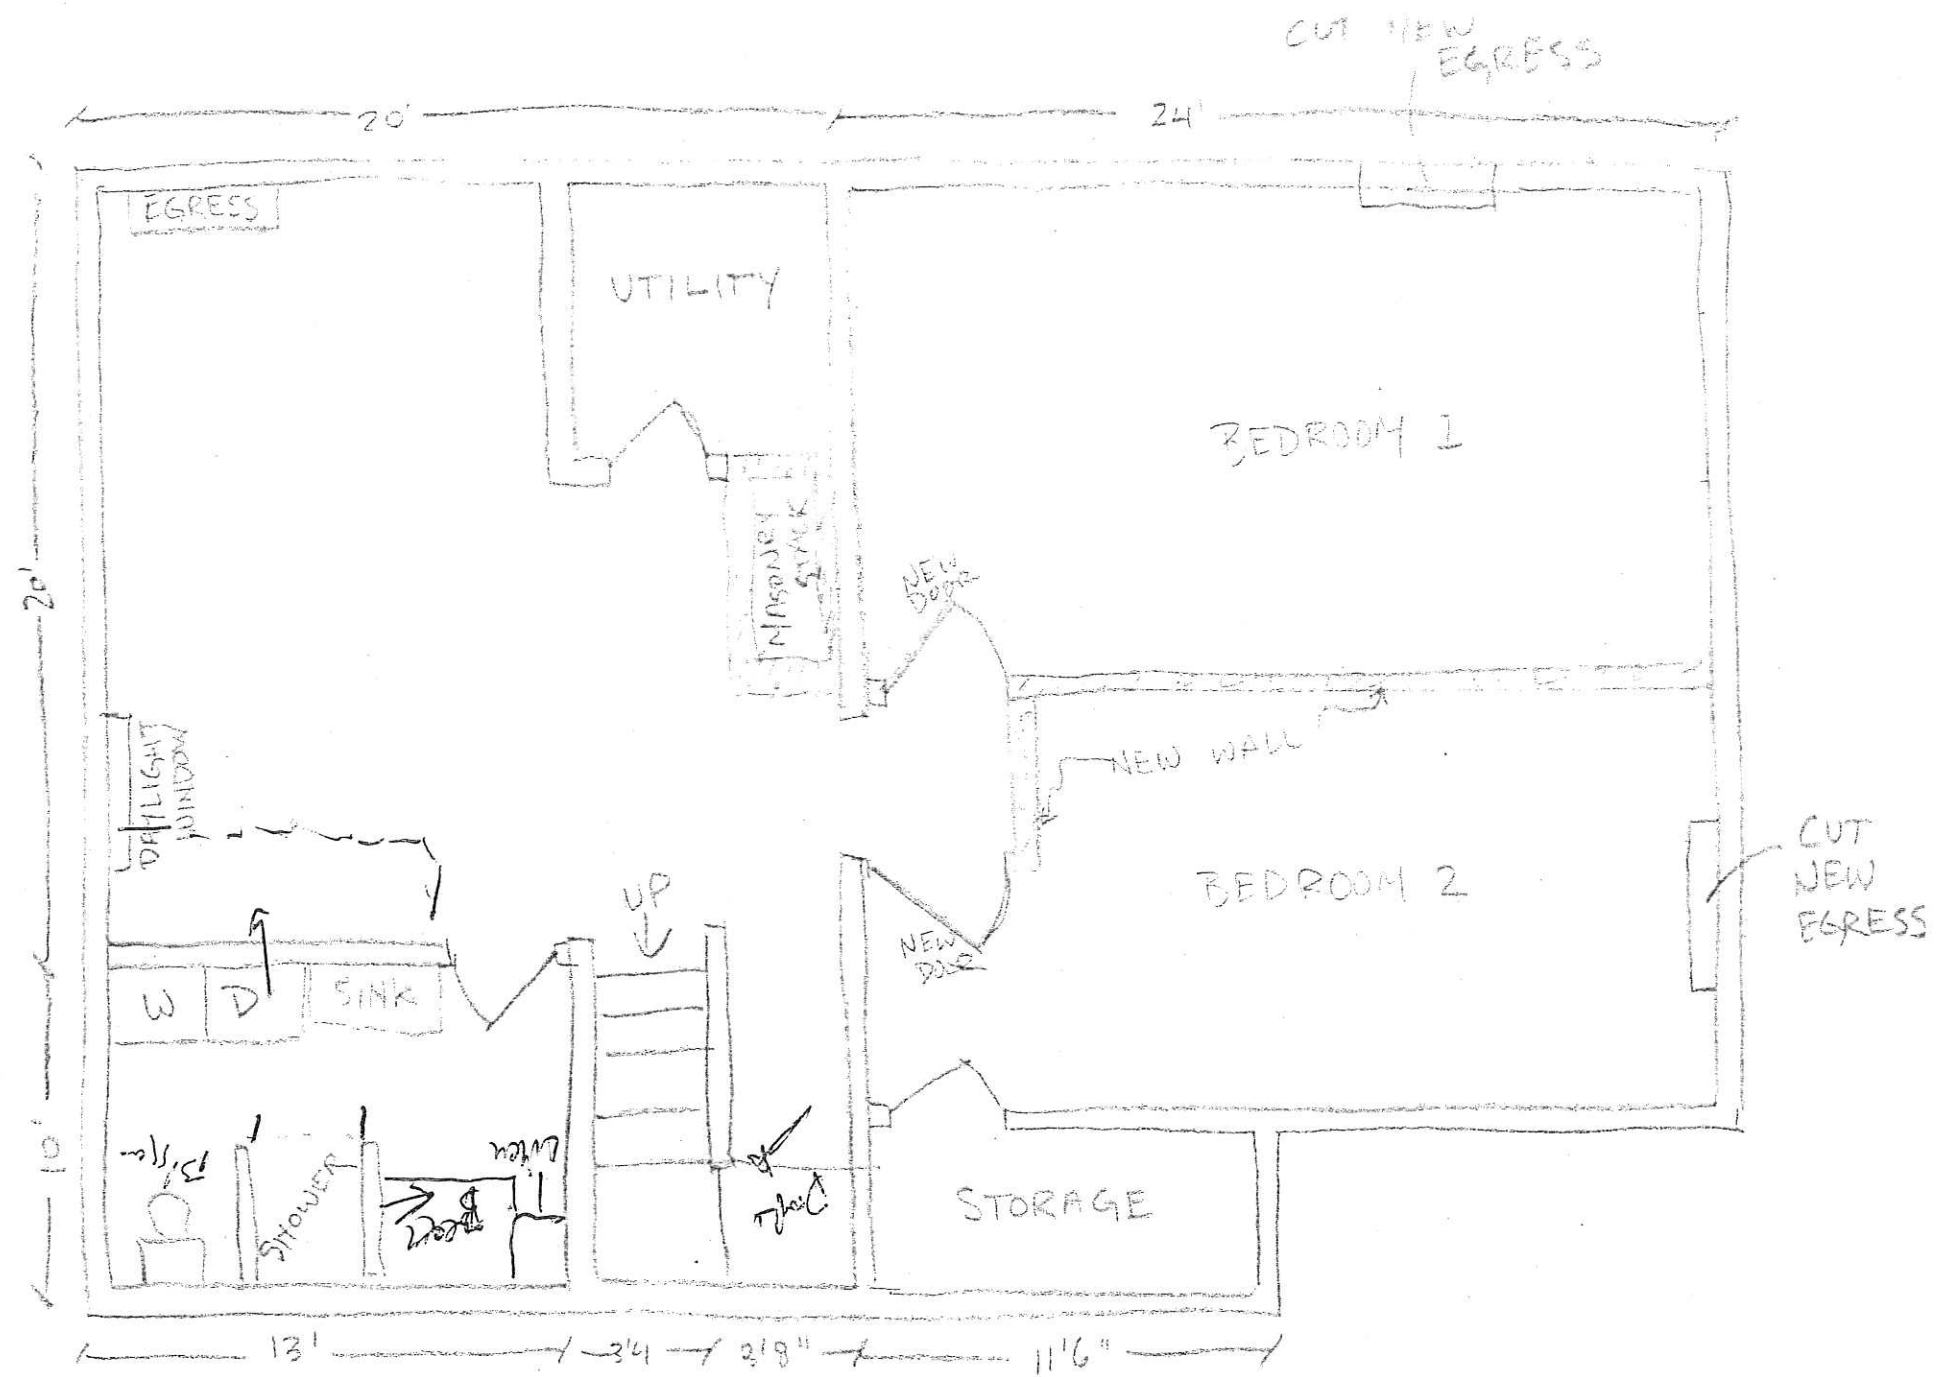 CUT NEW
EGRESS
20'
24'
EGRESS
UTILITY
BEDROOM 1
MASONEY
STACK
NEW
DOOR
20'
NEW WALL
DAYLIGHT
WINDOW
CUT
NEW
EGRESS
BEDROOM 2
UP
NEW
DOOR
W
D
SINK
10'
SHOWER
STORAGE
13'
3'4
3'8"
11'6"